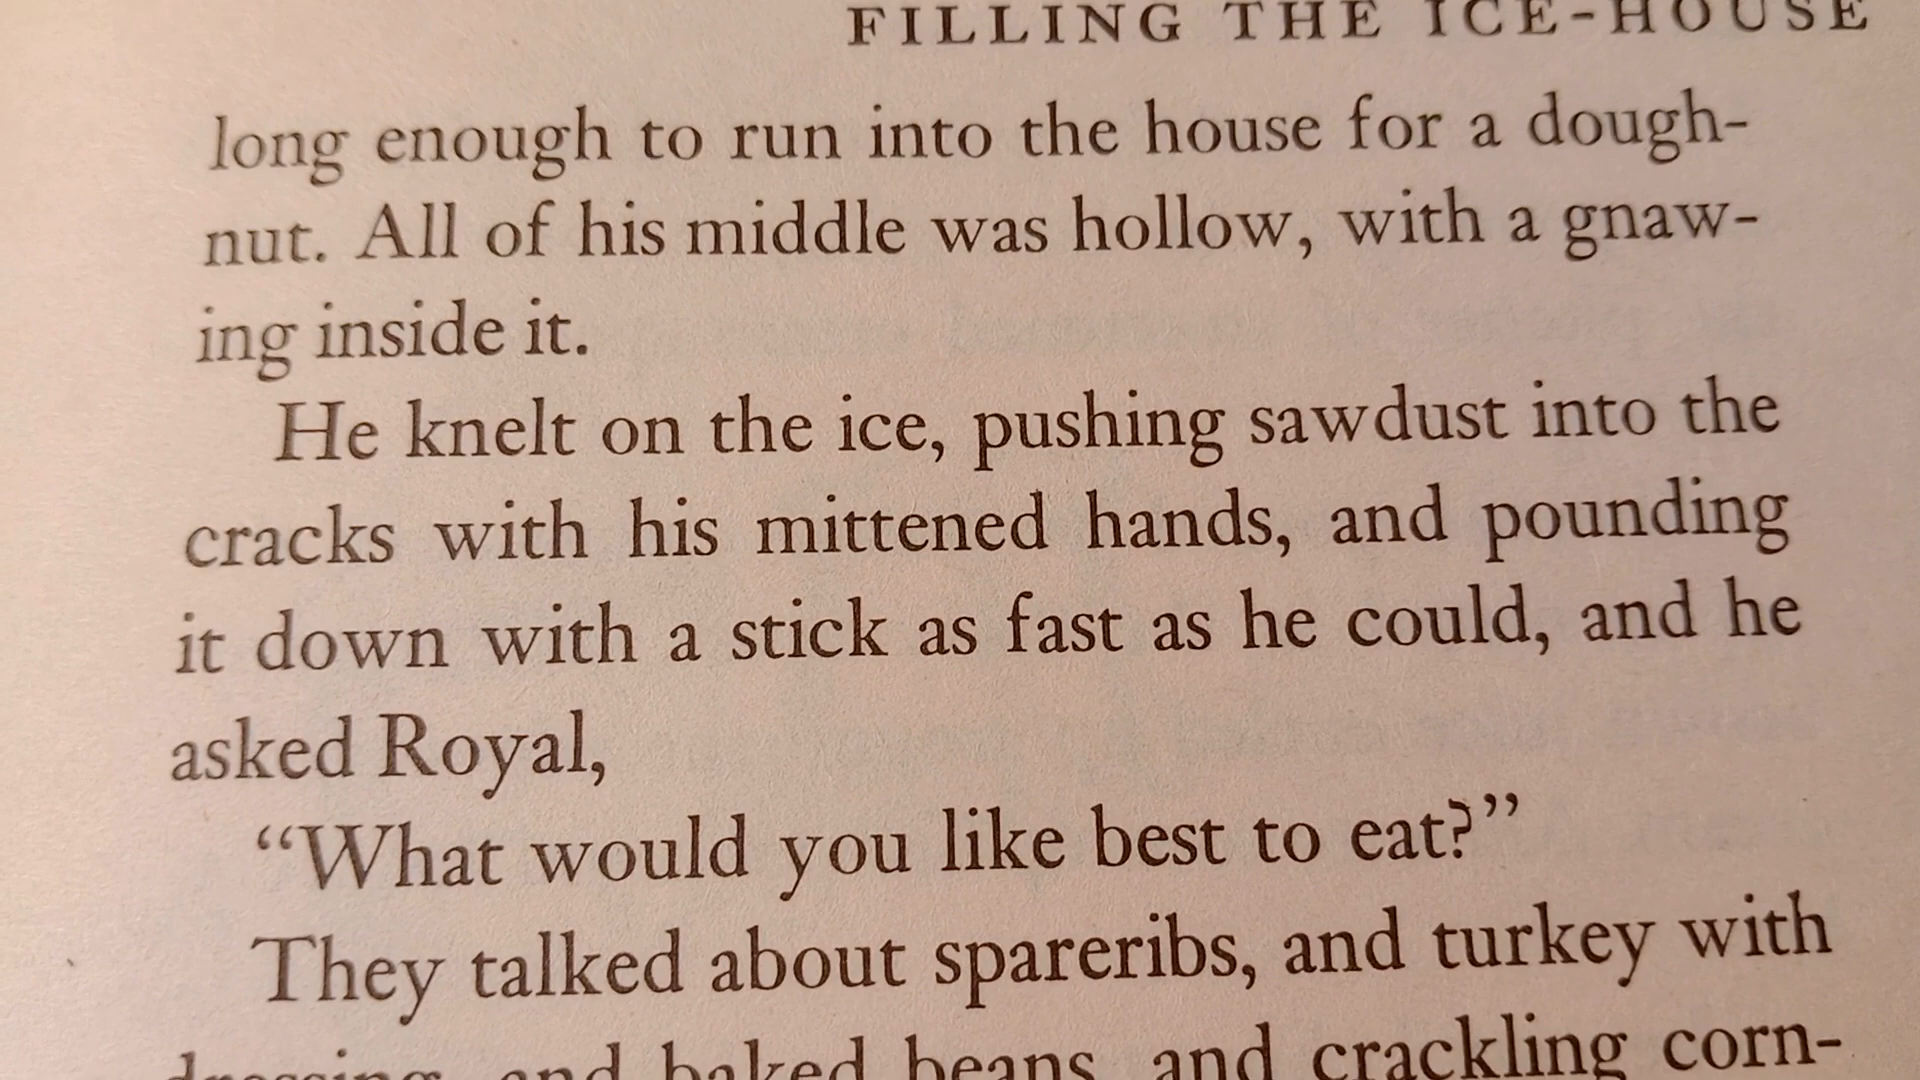 FILLING THE ICE-HOUSE
long enough to run into the house for a dough-
nut. All of his middle was hollow, with a gnaw-
ing inside it.
He knelt on the ice, pushing sawdust into the
cracks with his mittened hands, and pounding
it down with a stick as fast as he could, and he
asked Royal,
“What would you like best to eat?”
They talked about spareribs, and turkey with
dressing, and baked beans, and crackling corn-